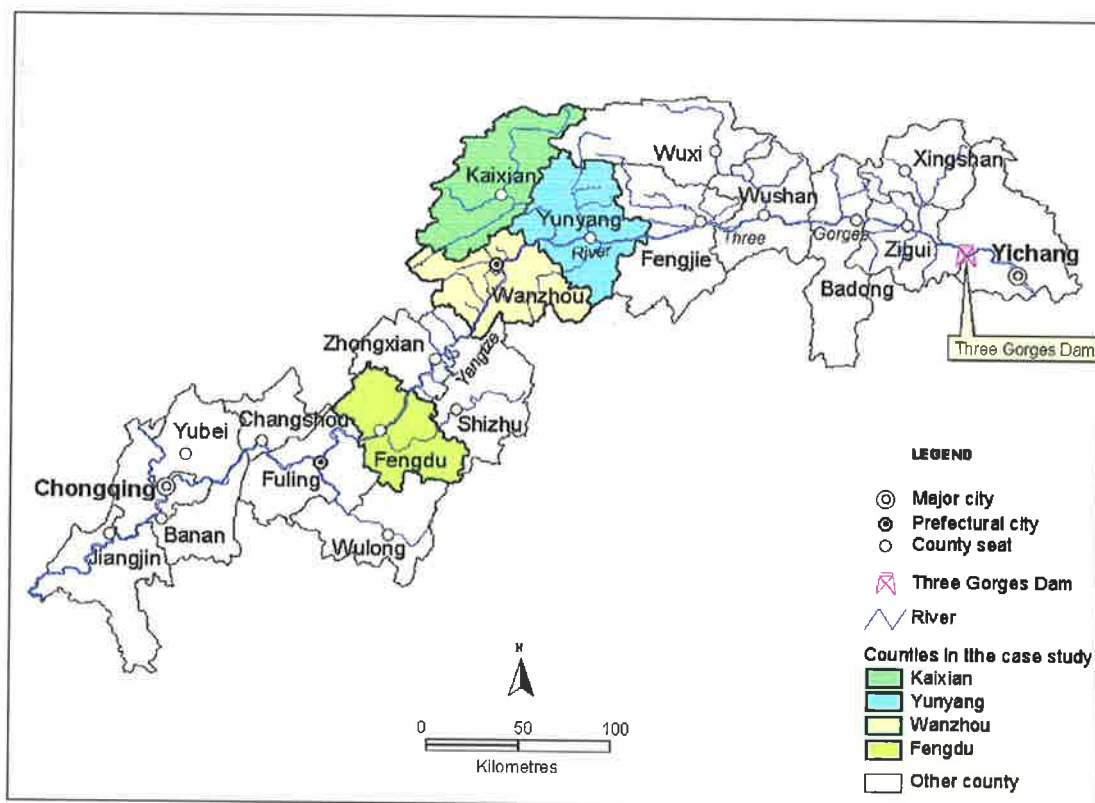 Kaixian
Wuxi
Xingshan
Wushan
Yunyang
River
Three
Gorges
Fengjie
Zigui
Yichang
Badong
Wanzhou
Three Gorges Dam
Zhongxian
Yangtze
Shizhu
Changshou
Yubei
Fengdu
Fuling
Chongqing
Banan
Wulong
Jiangjin
N
0 50 100
Kilometres
LEGEND
Major city
Prefectural city
County seat
Three Gorges Dam
River
Counties in tthe case study
Kaixian
Yunyang
Wanzhou
Fengdu
Other county